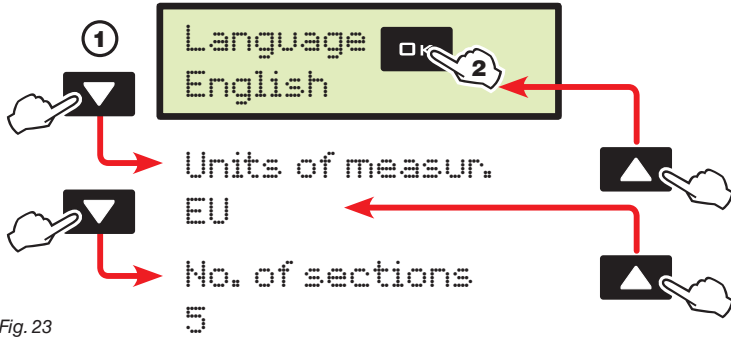 1
Language
OK
2
English
Units of measur.
EU
No. of sections
5
Fig. 23